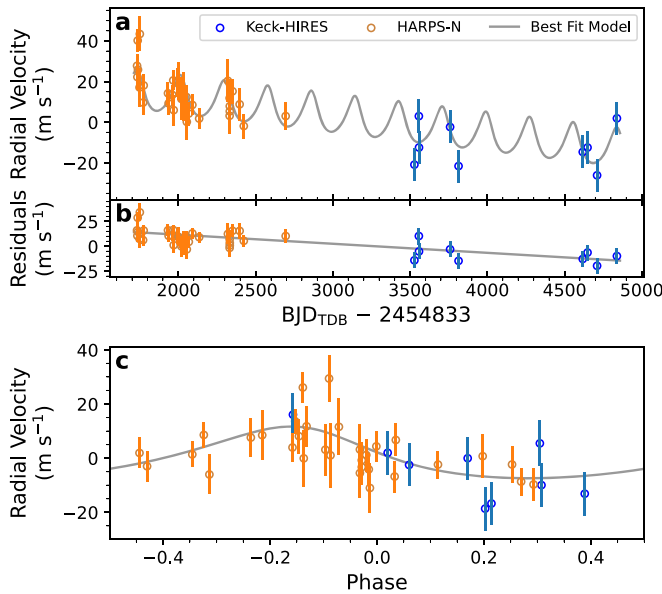 a
Keck-HIRES
HARPS-N
Best Fit Model
Radial Velocity
(m s⁻¹)
40
20
0
−20
b
Residuals
(m s⁻¹)
25
0
−25
2000 2500 3000 3500 4000 4500 5000
BJD_TDB − 2454833
c
Radial Velocity
(m s⁻¹)
40
20
0
−20
−0.4 −0.2 0.0 0.2 0.4
Phase